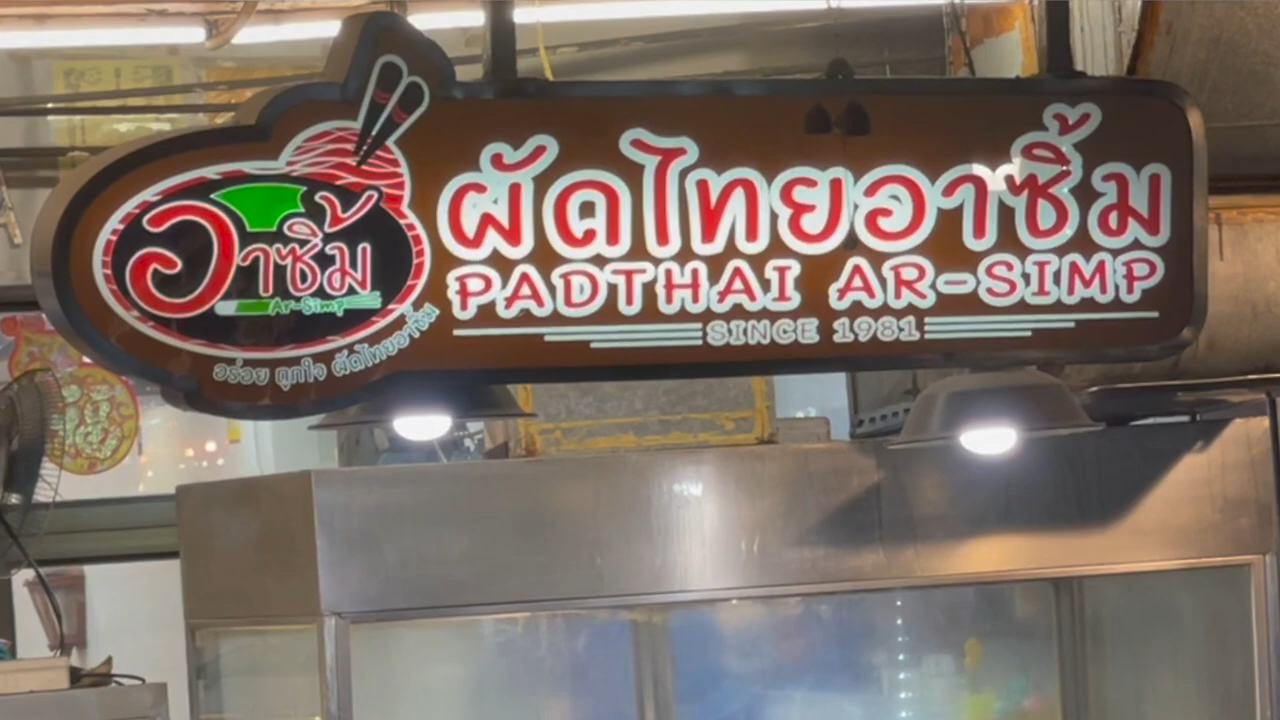 อาซิ้ม
Ar-Simp
อร่อย ถูกใจ ผัดไทยอาซิ้ม
ผัดไทยอาซิ้ม
PADTHAI AR-SIMP
SINCE 1981